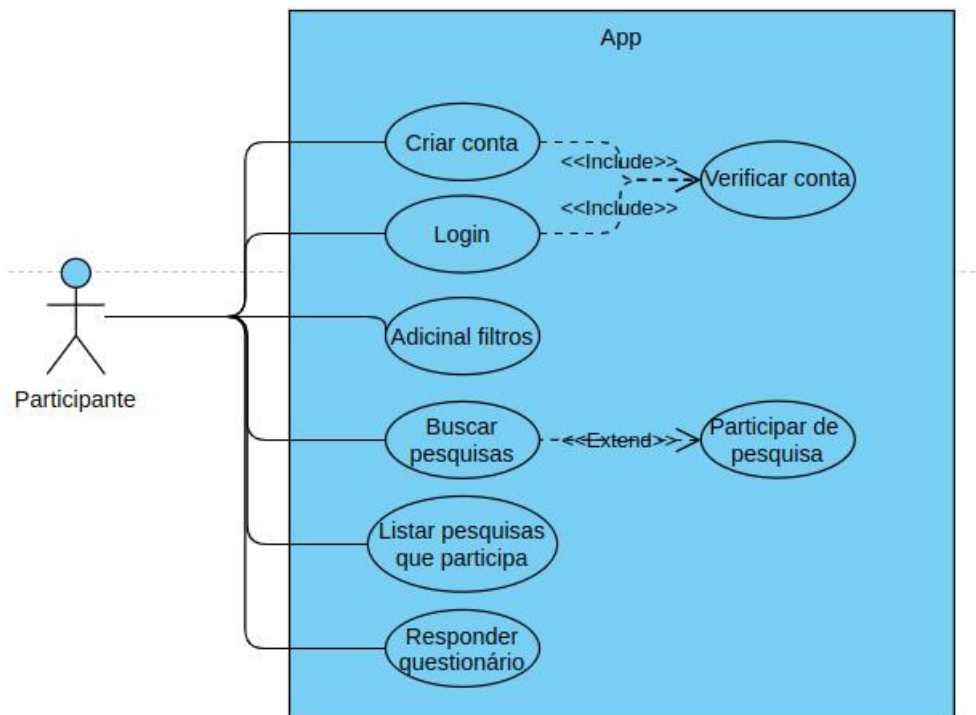 App
Criar conta
<<Include>>
Verificar conta
<<Include>>
Login
Adicinal filtros
Participante
Buscar
pesquisas
<<Extend>>
Participar de
pesquisa
Listar pesquisas
que participa
Responder
questionário